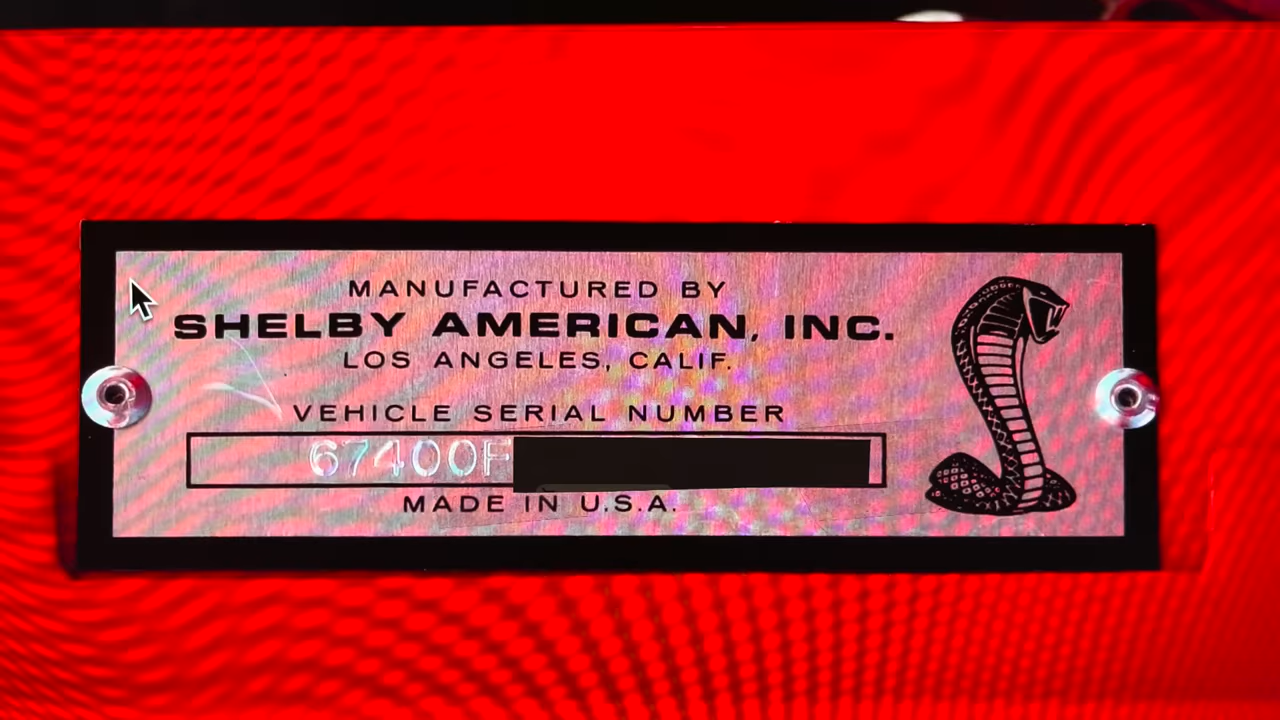 MANUFACTURED BY
SHELBY AMERICAN, INC.
LOS ANGELES, CALIF.
VEHICLE SERIAL NUMBER
67400F
MADE IN U.S.A.